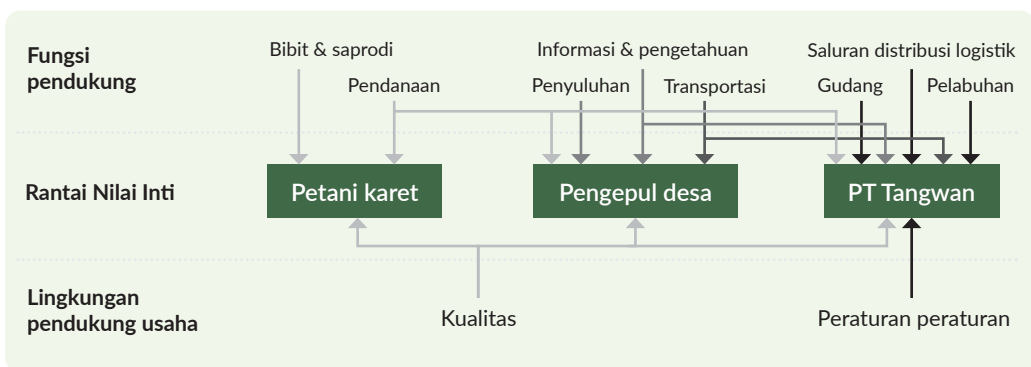 Fungsi
pendukung
Bibit & saprodi
Informasi & pengetahuan
Saluran distribusi logistik
Pendanaan
Penyuluhan
Transportasi
Gudang
Pelabuhan
Rantai Nilai Inti
Petani karet
Pengepul desa
PT Tangwan
Lingkungan
pendukung usaha
Kualitas
Peraturan peraturan